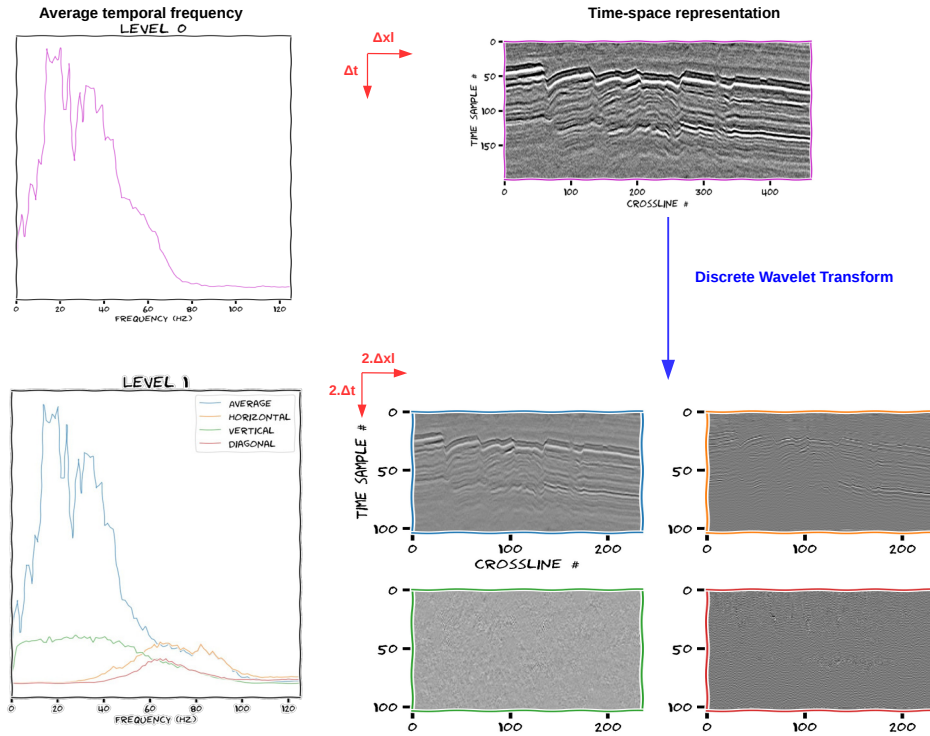 Average temporal frequency
LEVEL 0
0 20 40 60 80 100 120
FREQUENCY (HZ)
Δxl
Δt
Time-space representation
TIME SAMPLE #
0
50
100
150
0 100 200 300 400
CROSSLINE #
Discrete Wavelet Transform
LEVEL 1
AVERAGE
HORIZONTAL
VERTICAL
DIAGONAL
0 20 40 60 80 100 120
FREQUENCY (HZ)
2.Δxl
2.Δt
TIME SAMPLE #
0
50
100
0 100 200
CROSSLINE #
0
50
100
0 100 200
0
50
100
0 100 200
0
50
100
0 100 200